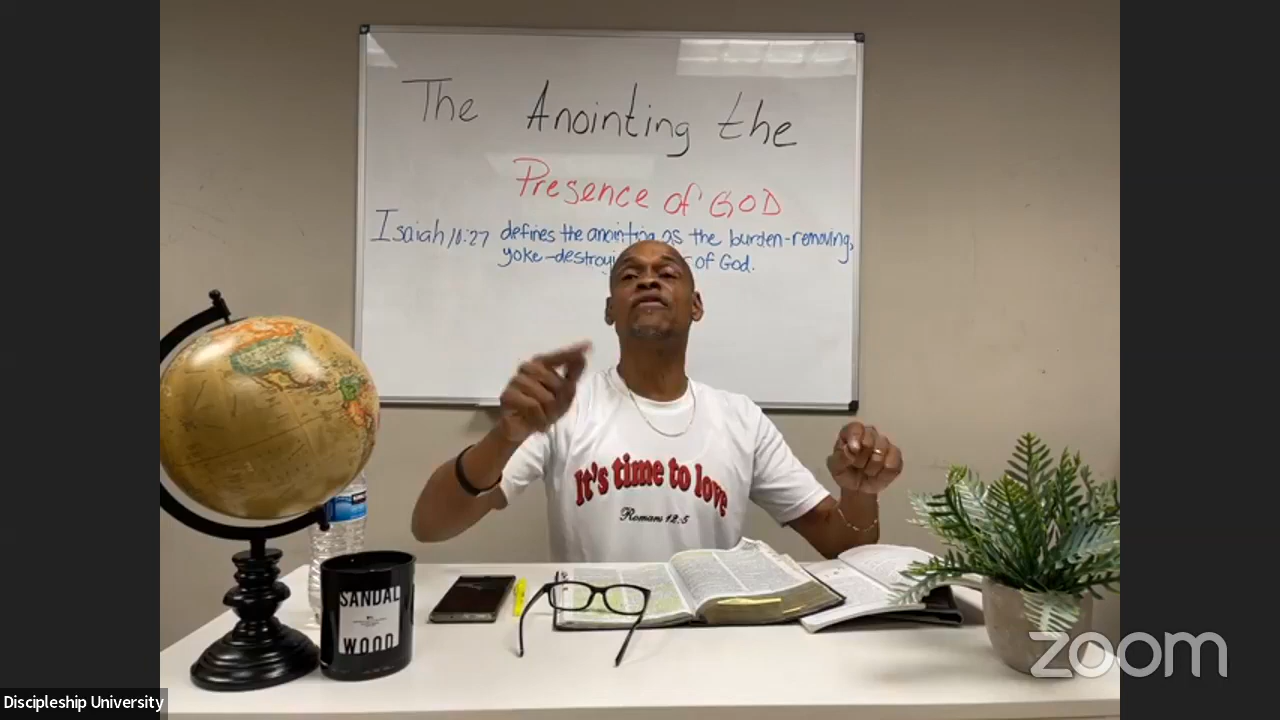 The Anointing the
Presence of GOD
Isaiah 10:27 defines the anointing as the burden-removing,
yoke-destroyi of God.
It's time to love
Romans 12:5
SANDAL
WOOD
zoom
Discipleship University